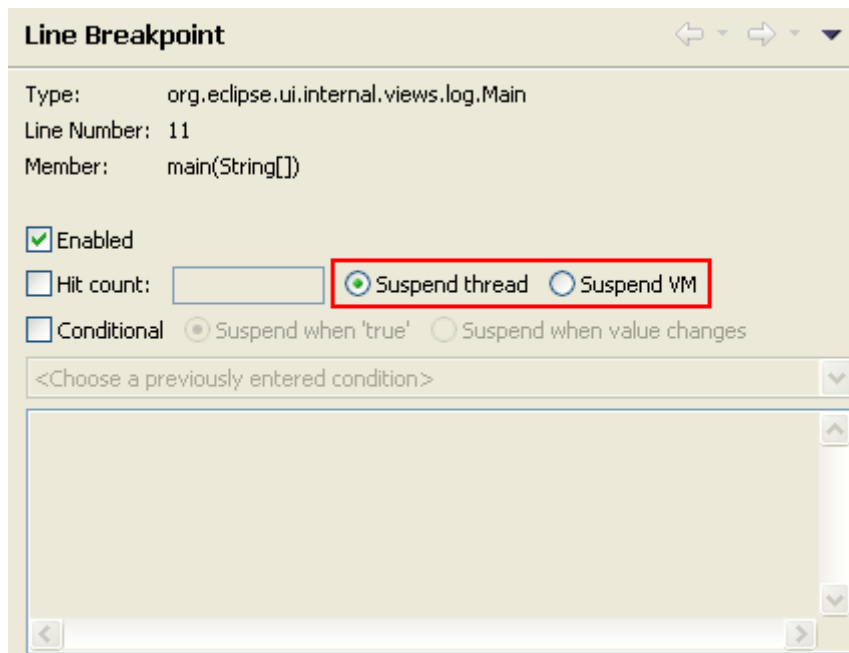 Line Breakpoint
Type: org.eclipse.ui.internal.views.log.Main
Line Number: 11
Member: main(String[])
Enabled
Hit count: Suspend thread Suspend VM
Conditional Suspend when 'true' Suspend when value changes
<Choose a previously entered condition>